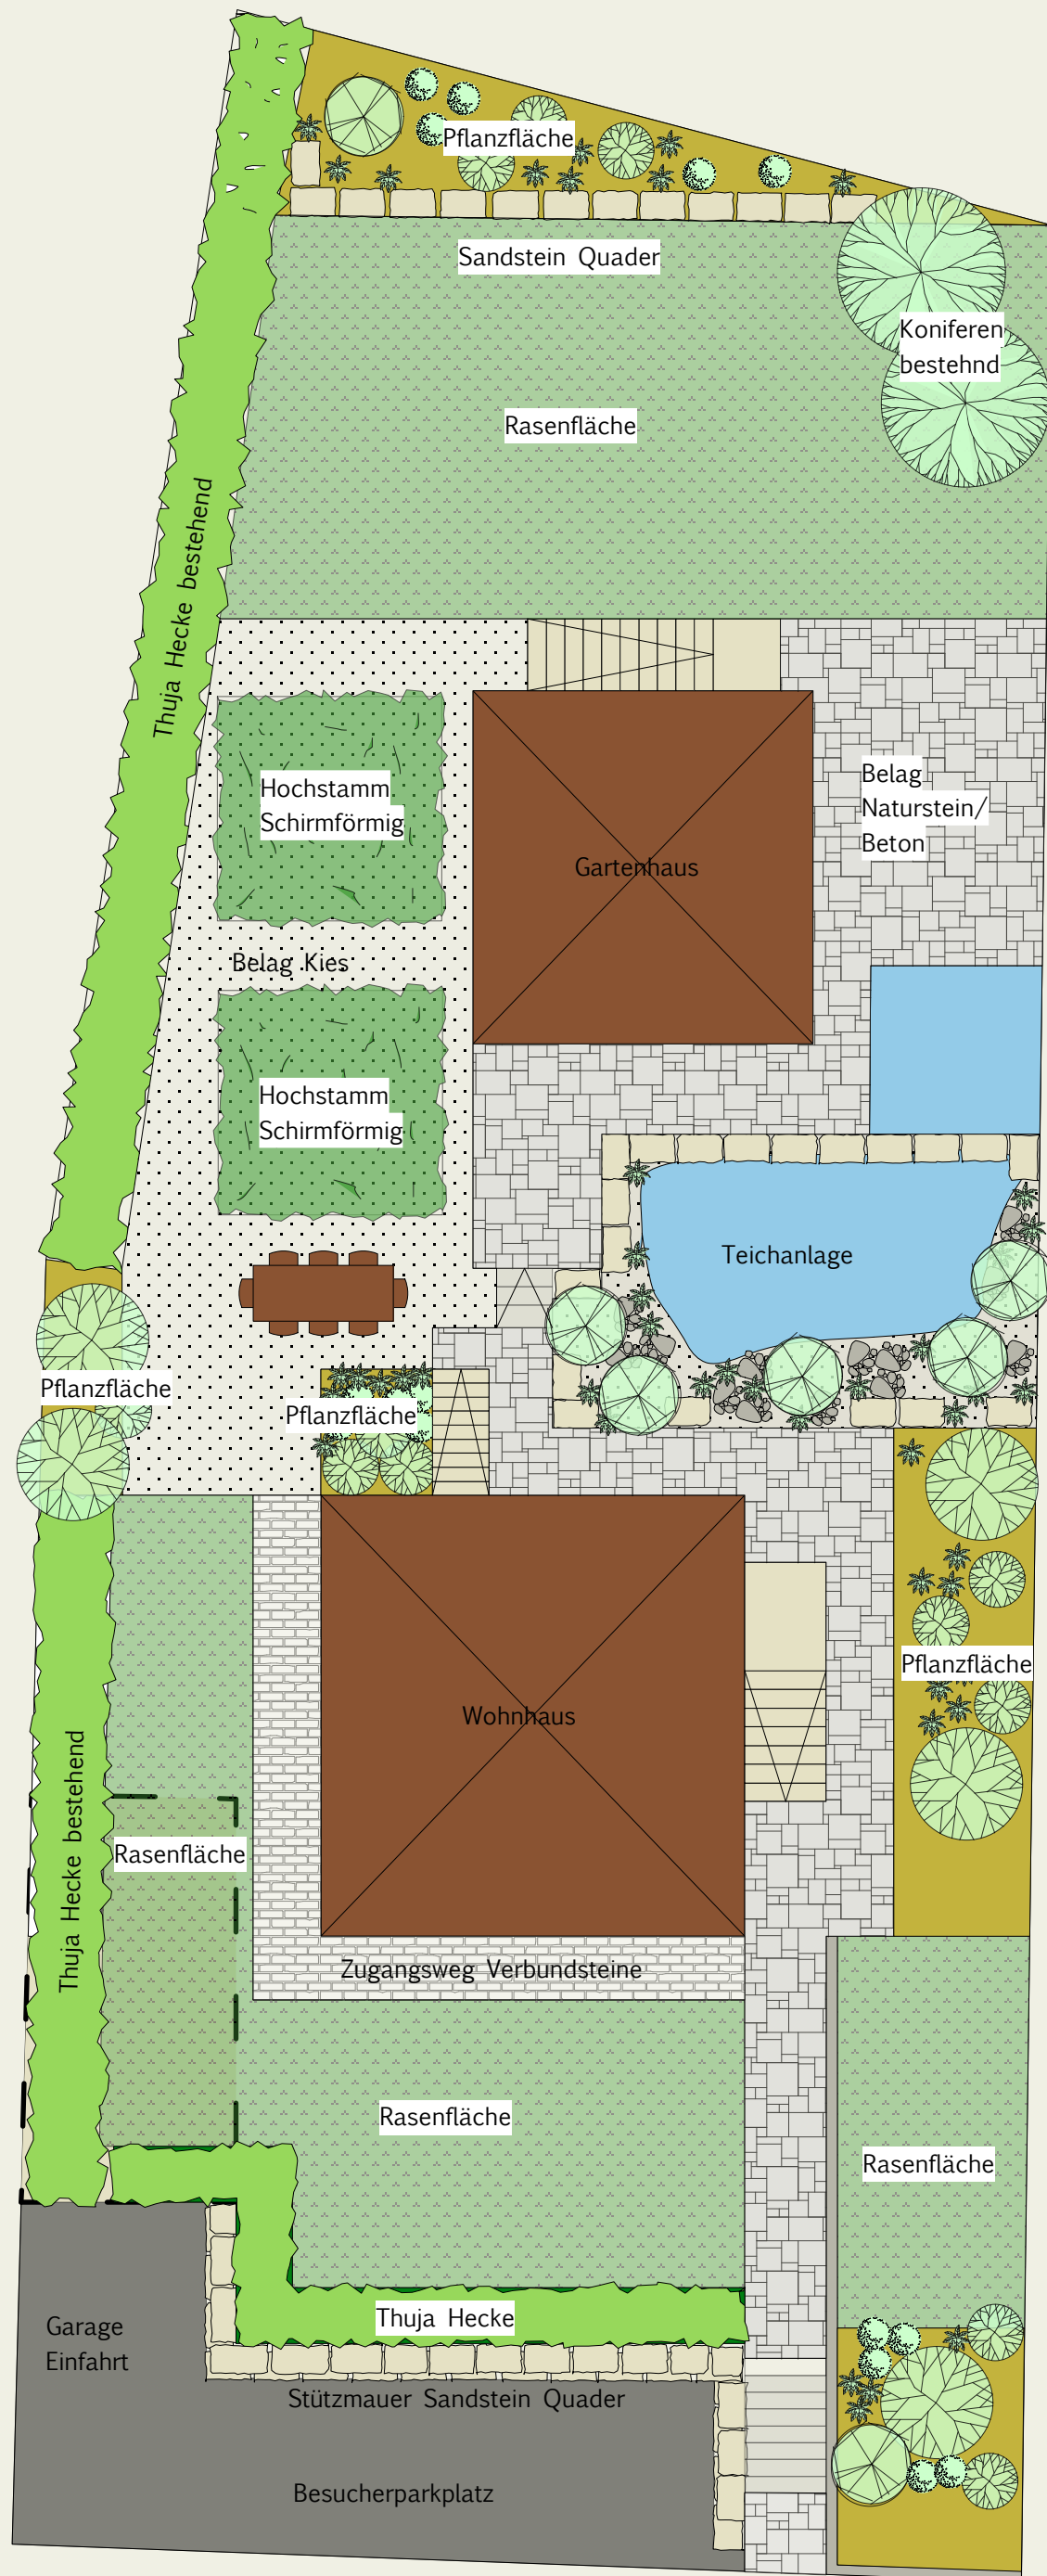 Pflanzfläche
Sandstein Quader
Koniferen
bestehnd
Rasenfläche
Thuja Hecke bestehend
Hochstamm
Schirmförmig
Belag
Naturstein/
Beton
Gartenhaus
Belag Kies
Hochstamm
Schirmförmig
Teichanlage
Pflanzfläche
Pflanzfläche
Pflanzfläche
Wohnhaus
Thuja Hecke bestehend
Rasenfläche
Zugangsweg Verbundsteine
Rasenfläche
Rasenfläche
Thuja Hecke
Garage
Einfahrt
Stützmauer Sandstein Quader
Besucherparkplatz